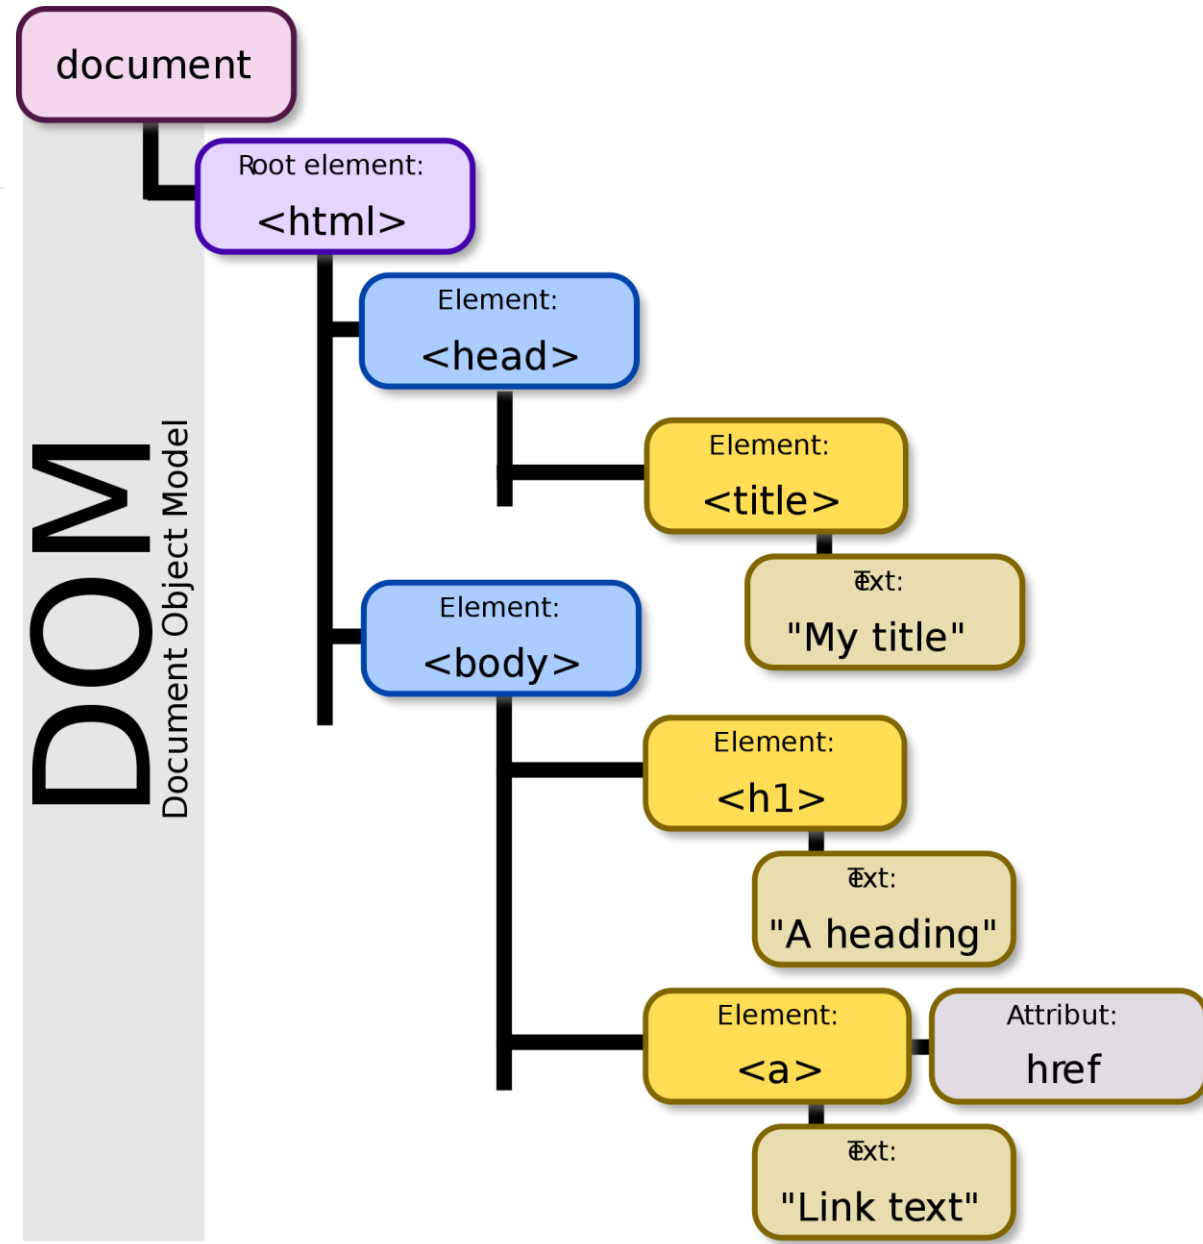 document
Root element:
<html>
Element:
<head>
Element:
<title>
Text:
"My title"
Element:
<body>
Element:
<h1>
Text:
"A heading"
Element:
<a>
Attribut:
href
Text:
"Link text"
DOM
Document Object Model